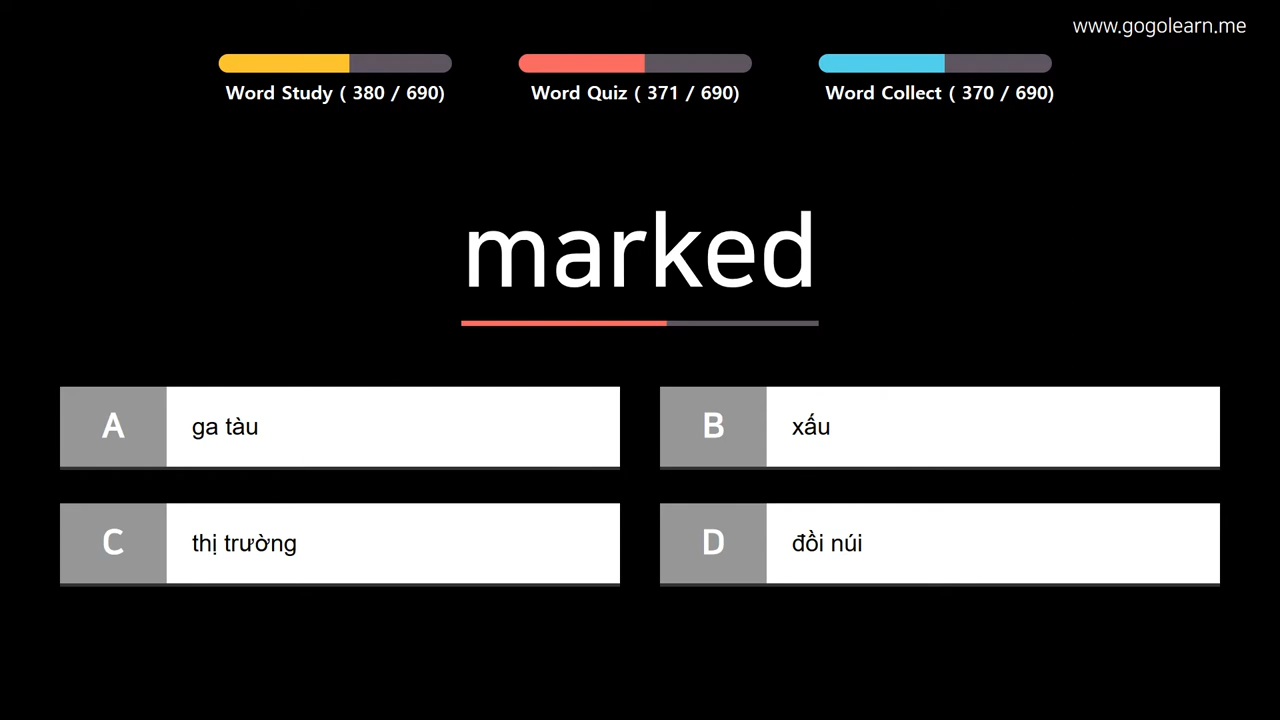 www.gogolearn.me
Word Study ( 380 / 690)
Word Quiz ( 371 / 690)
Word Collect ( 370 / 690)
marked
A ga tàu
B xấu
C thị trường
D đồi núi